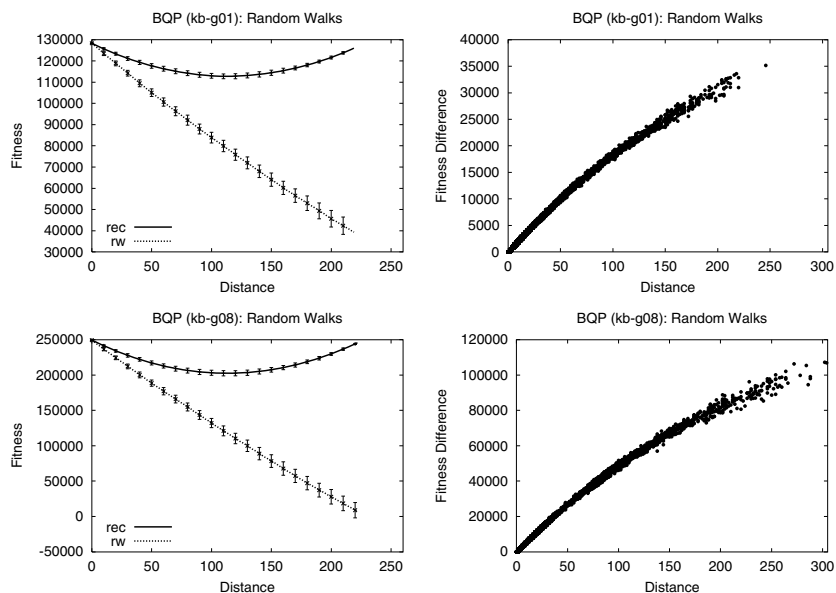 BQP (kb-g01): Random Walks
130000
120000
110000
100000
90000
80000
70000
60000
50000
40000
30000
Fitness
rec
rw
0 50 100 150 200 250
Distance
BQP (kb-g01): Random Walks
40000
35000
30000
25000
20000
15000
10000
5000
0
Fitness Difference
0 50 100 150 200 250 300
Distance
BQP (kb-g08): Random Walks
250000
200000
150000
100000
50000
0
-50000
Fitness
rec
rw
0 50 100 150 200 250
Distance
BQP (kb-g08): Random Walks
120000
100000
80000
60000
40000
20000
0
Fitness Difference
0 50 100 150 200 250 300
Distance